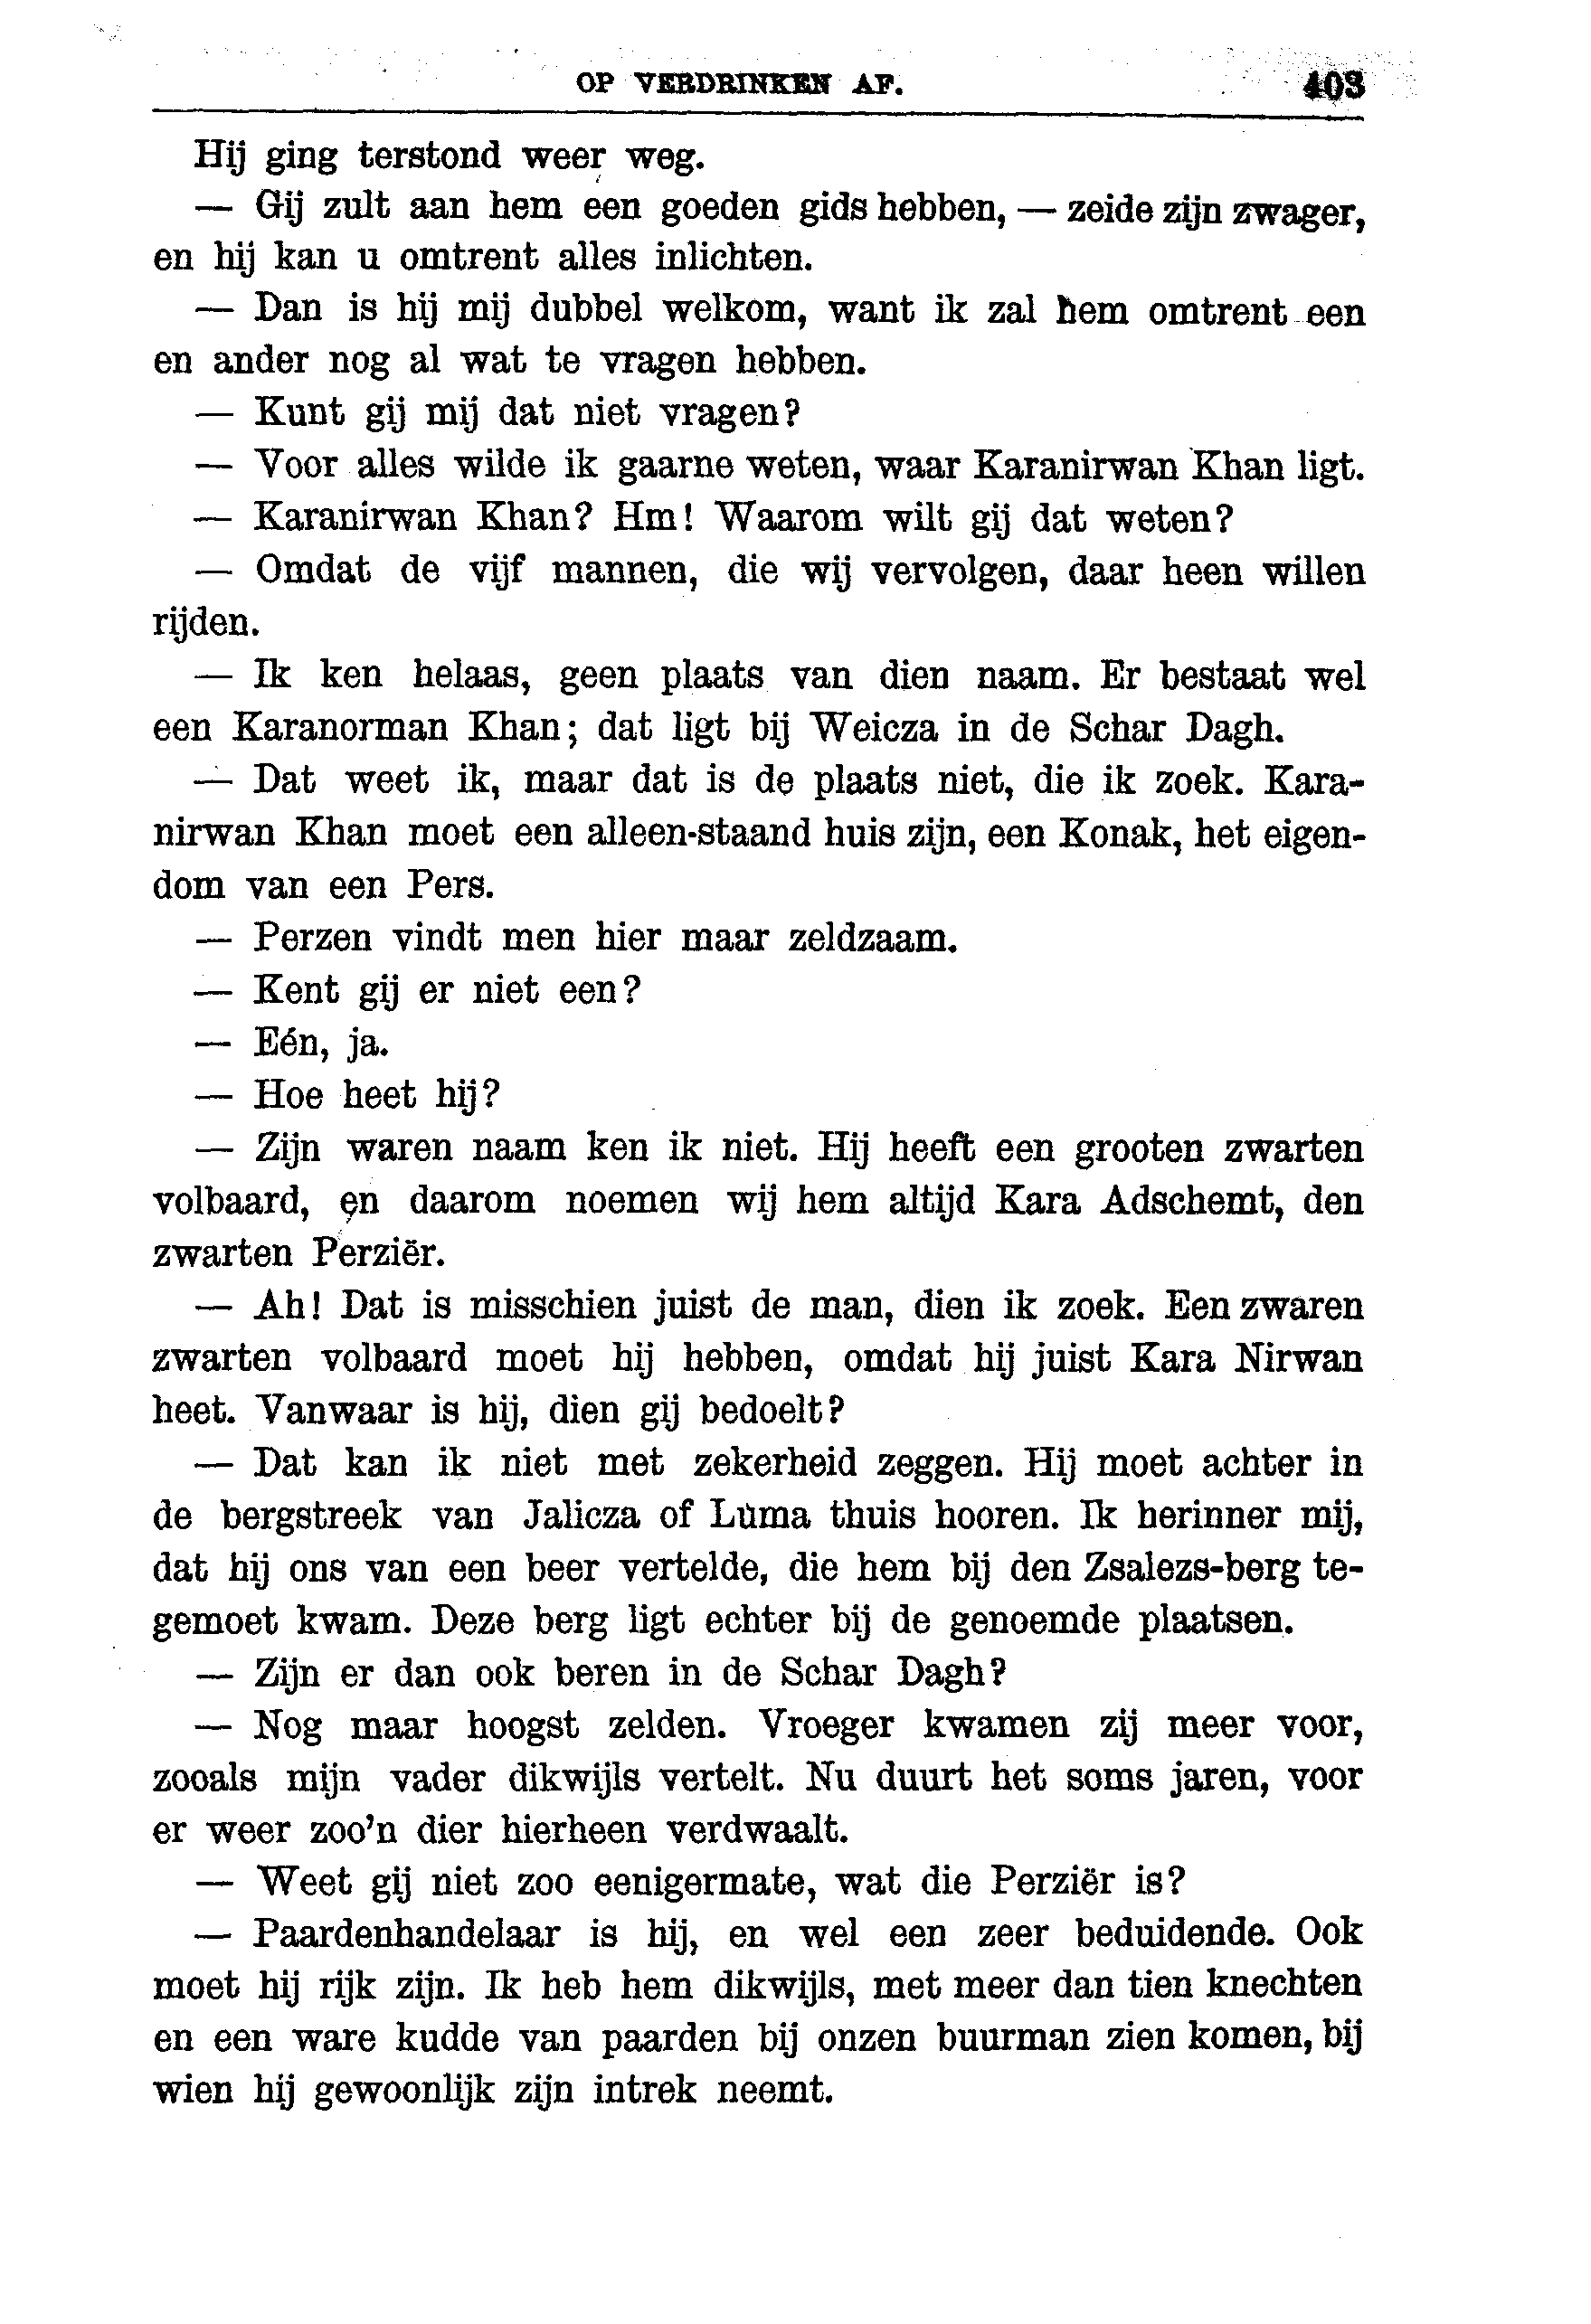 OP VERDRINKEN AF. 403
Hij ging terstond weer weg.
— Gij zult aan hem een goeden gids hebben, — zeide zijn zwager,
en hij kan u omtrent alles inlichten.
— Dan is hij mij dubbel welkom, want ik zal hem omtrent een
en ander nog al wat te vragen hebben.
— Kunt gij mij dat niet vragen?
— Voor alles wilde ik gaarne weten, waar Karanirwan Khan ligt.
— Karanirwan Khan? Hm! Waarom wilt gij dat weten?
— Omdat de vijf mannen, die wij vervolgen, daar heen willen
rijden.
— Ik ken helaas, geen plaats van dien naam. Er bestaat wel
een Karanorman Khan; dat ligt bij Weicza in de Schar Dagh.
— Dat weet ik, maar dat is de plaats niet, die ik zoek. Kara-
nirwan Khan moet een alleen-staand huis zijn, een Konak, het eigen-
dom van een Pers.
— Perzen vindt men hier maar zeldzaam.
— Kent gij er niet een?
— Eén, ja.
— Hoe heet hij?
— Zijn waren naam ken ik niet. Hij heeft een grooten zwarten
volbaard, en daarom noemen wij hem altijd Kara Adschemt, den
zwarten Perziër.
— Ah! Dat is misschien juist de man, dien ik zoek. Een zwaren
zwarten volbaard moet hij hebben, omdat hij juist Kara Nirwan
heet. Vanwaar is hij, dien gij bedoelt?
— Dat kan ik niet met zekerheid zeggen. Hij moet achter in
de bergstreek van Jalicza of Luma thuis hooren. Ik herinner mij,
dat hij ons van een beer vertelde, die hem bij den Zsalezs-berg te-
gemoet kwam. Deze berg ligt echter bij de genoemde plaatsen.
— Zijn er dan ook beren in de Schar Dagh?
— Nog maar hoogst zelden. Vroeger kwamen zij meer voor,
zooals mijn vader dikwijls vertelt. Nu duurt het soms jaren, voor
er weer zoo'n dier hierheen verdwaalt.
— Weet gij niet zoo eenigermate, wat die Perziër is?
— Paardenhandelaar is hij, en wel een zeer beduidende. Ook
moet hij rijk zijn. Ik heb hem dikwijls, met meer dan tien knechten
en een ware kudde van paarden bij onzen buurman zien komen, bij
wien hij gewoonlijk zijn intrek neemt.